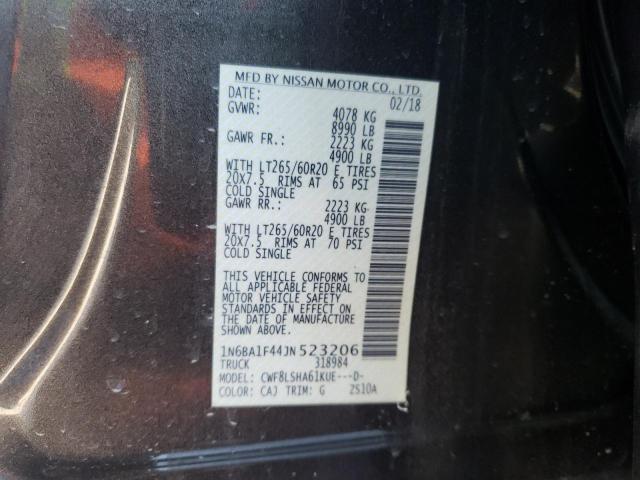 MFD BY NISSAN MOTOR CO., LTD.
DATE: 02/18
GVWR: 4078 KG
8990 LB
GAWR FR.: 2223 KG
4900 LB
WITH LT265/60R20 E TIRES
20X7.5 RIMS AT 65 PSI
COLD SINGLE
GAWR RR.: 2223 KG
4900 LB
WITH LT265/60R20 E TIRES
20X7.5 RIMS AT 70 PSI
COLD SINGLE
THIS VEHICLE CONFORMS TO
ALL APPLICABLE FEDERAL
MOTOR VEHICLE SAFETY
STANDARDS IN EFFECT ON
THE DATE OF MANUFACTURE
SHOWN ABOVE.
1N6BA1F44JN523206
TRUCK 318984
MODEL: CWF8LSHA61KUE---D-
COLOR: CAJ TRIM: G 2S10A